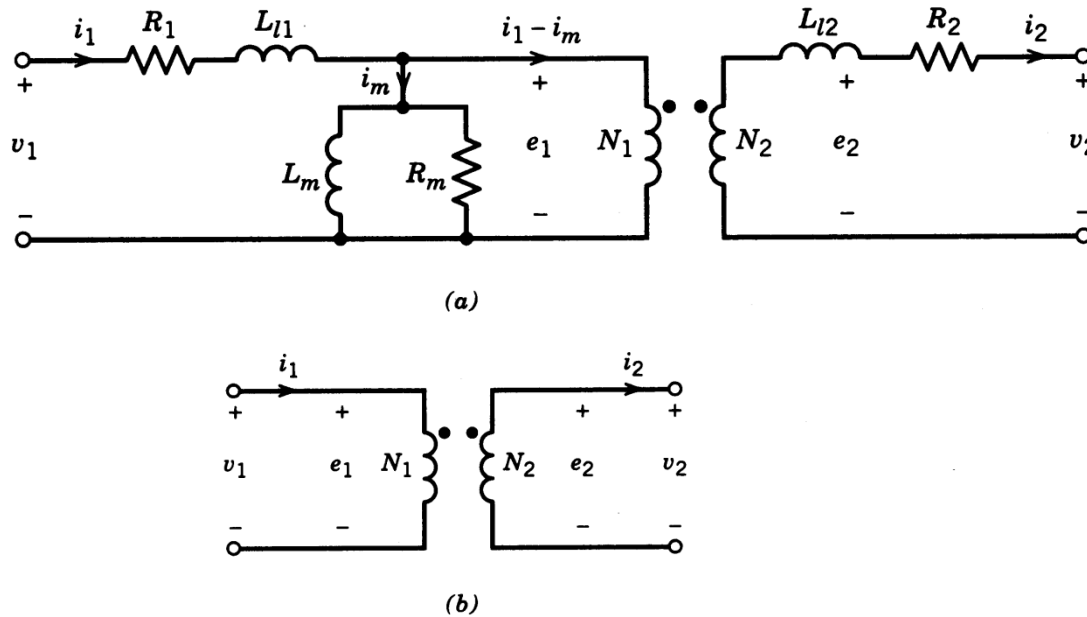 i1 R1 Ll1 i1 – im Ll2 R2 i2
+ im + + +
v1 Lm Rm e1 N1 N2 e2 v2
– – – –
(a)
i1 i2
+ + + +
v1 e1 N1 N2 e2 v2
– – – –
(b)